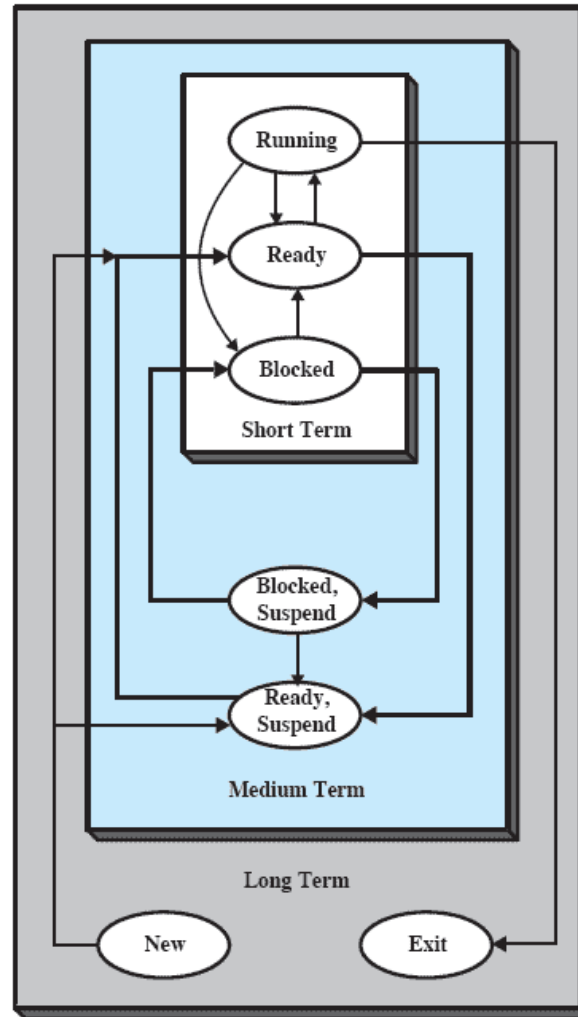 Running
Ready
Blocked
Short Term
Blocked,
Suspend
Ready,
Suspend
Medium Term
Long Term
New
Exit